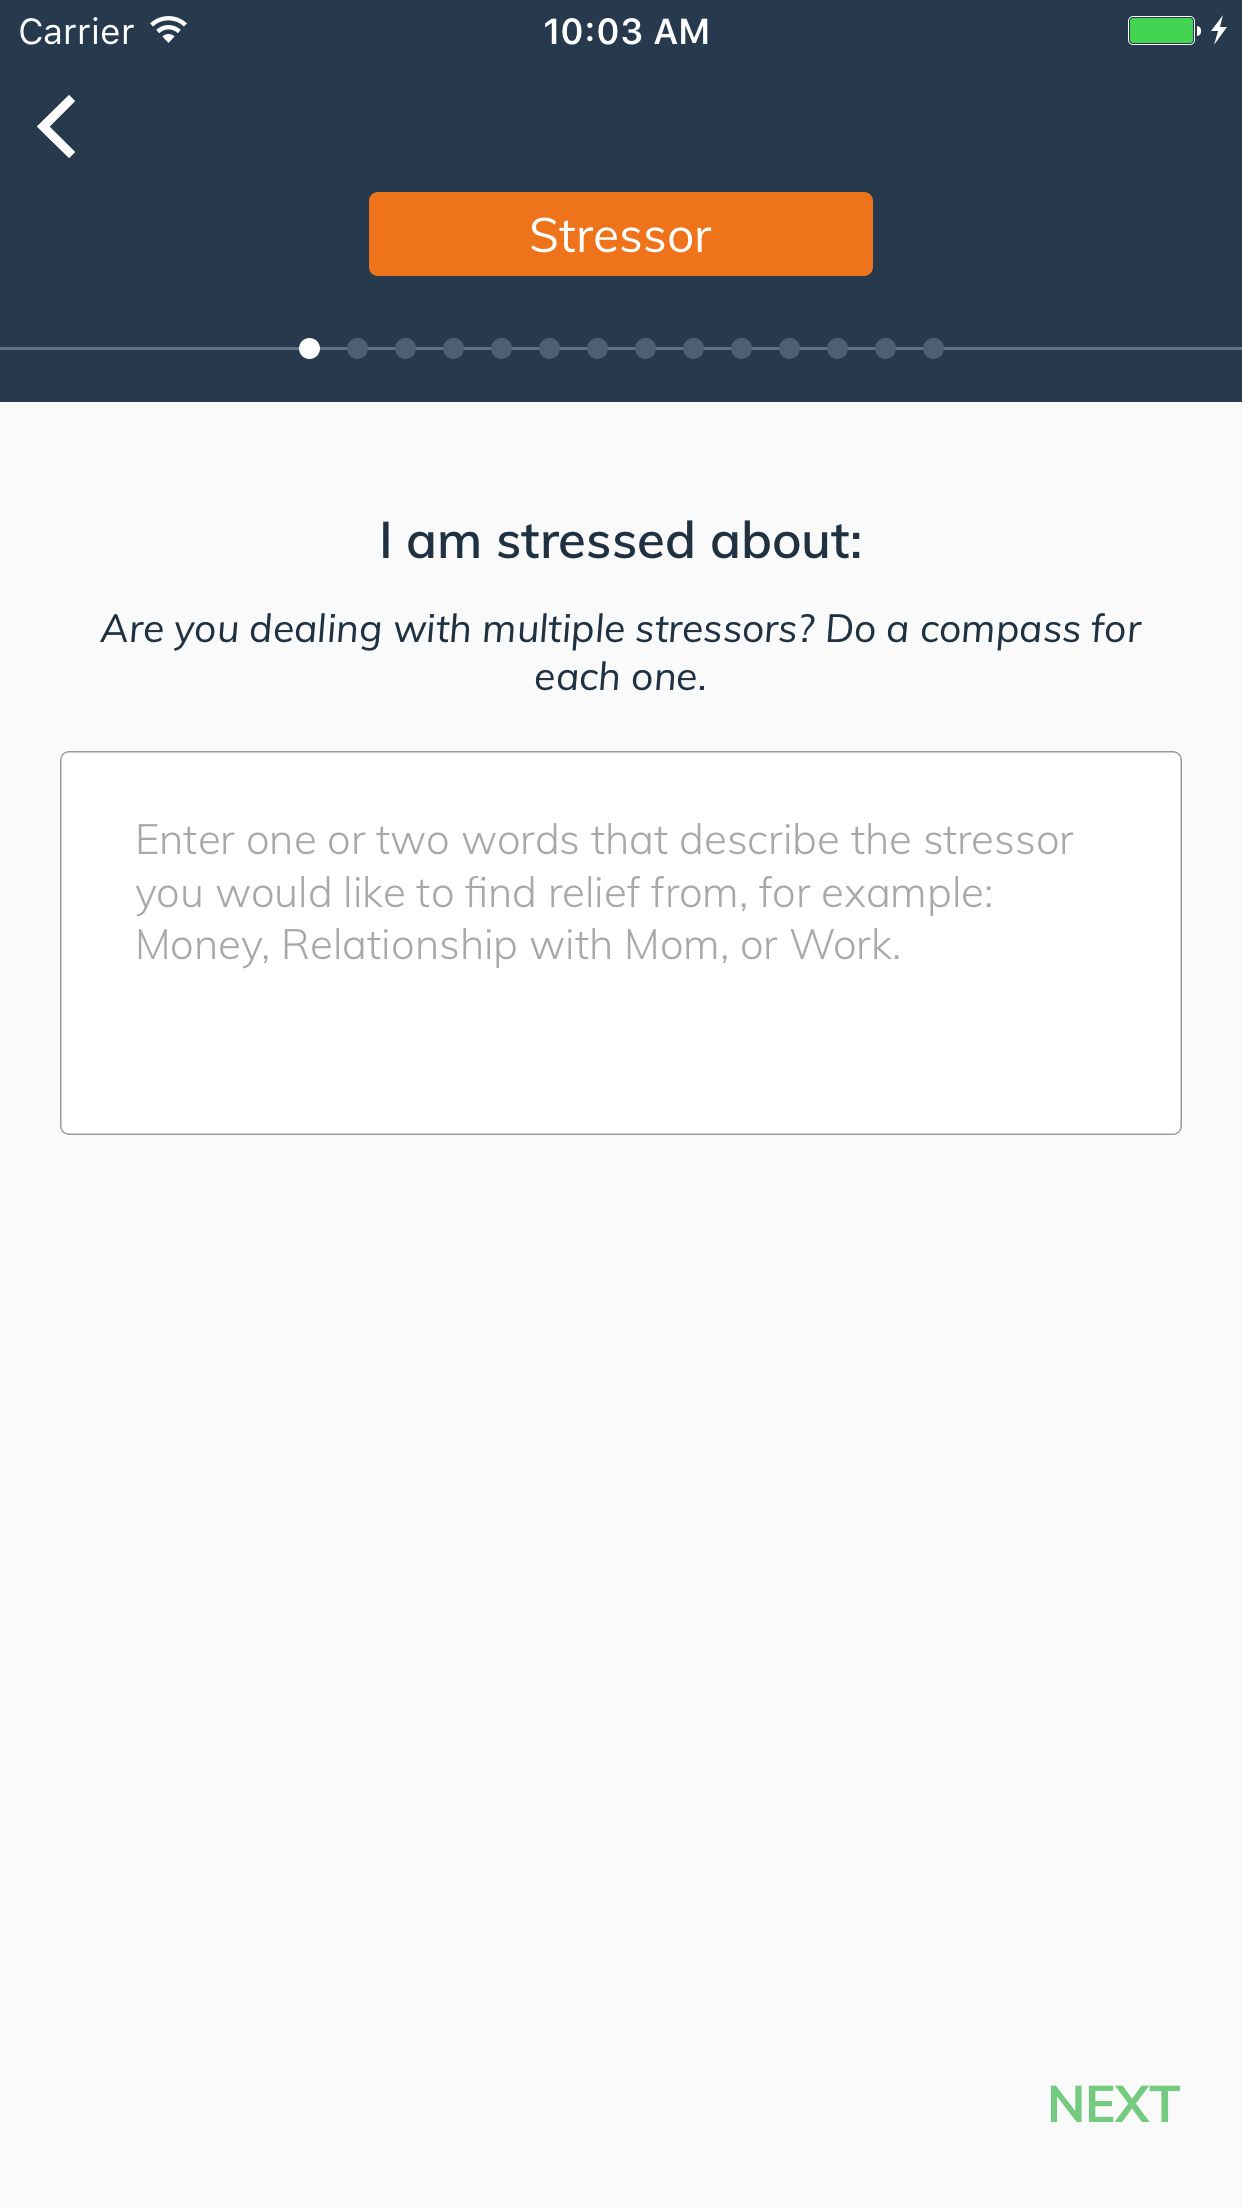 Carrier
10:03 AM
Stressor
I am stressed about:
Are you dealing with multiple stressors? Do a compass for
each one.
Enter one or two words that describe the stressor
you would like to find relief from, for example:
Money, Relationship with Mom, or Work.
NEXT